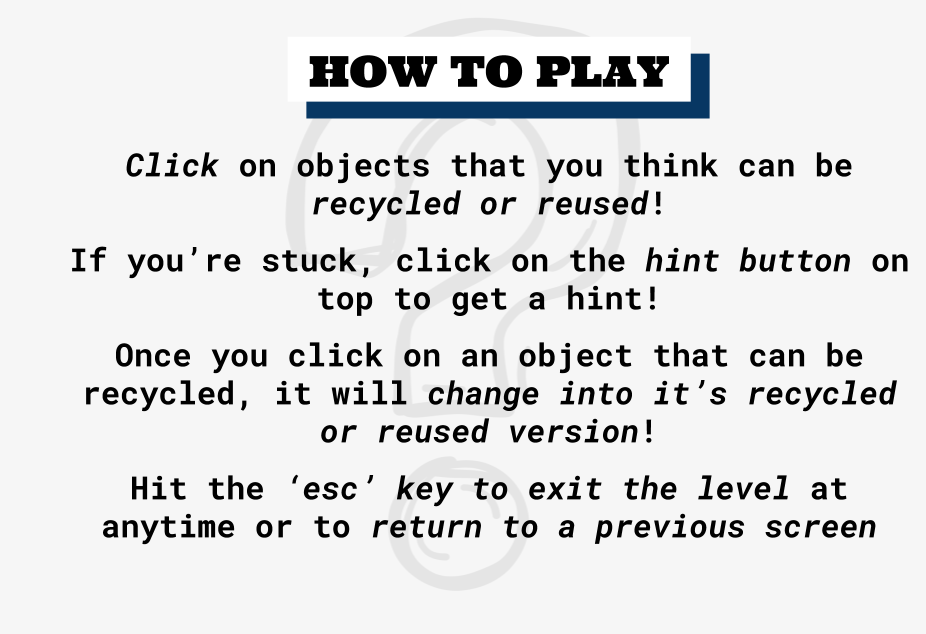 HOW TO PLAY
Click on objects that you think can be
recycled or reused!
If you’re stuck, click on the hint button on
top to get a hint!
Once you click on an object that can be
recycled, it will change into it’s recycled
or reused version!
Hit the ‘esc’ key to exit the level at
anytime or to return to a previous screen